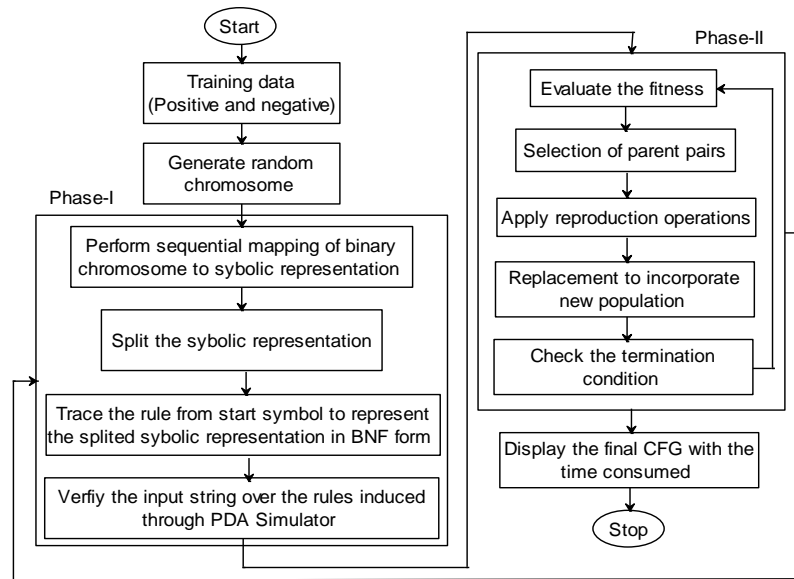 Start
Training data
(Positive and negative)
Generate random
chromosome
Phase-I
Perform sequential mapping of binary
chromosome to sybolic representation
Split the sybolic representation
Trace the rule from start symbol to represent
the splited sybolic representation in BNF form
Verfiy the input string over the rules induced
through PDA Simulator
Phase-II
Evaluate the fitness
Selection of parent pairs
Apply reproduction operations
Replacement to incorporate
new population
Check the termination
condition
Display the final CFG with the
time consumed
Stop